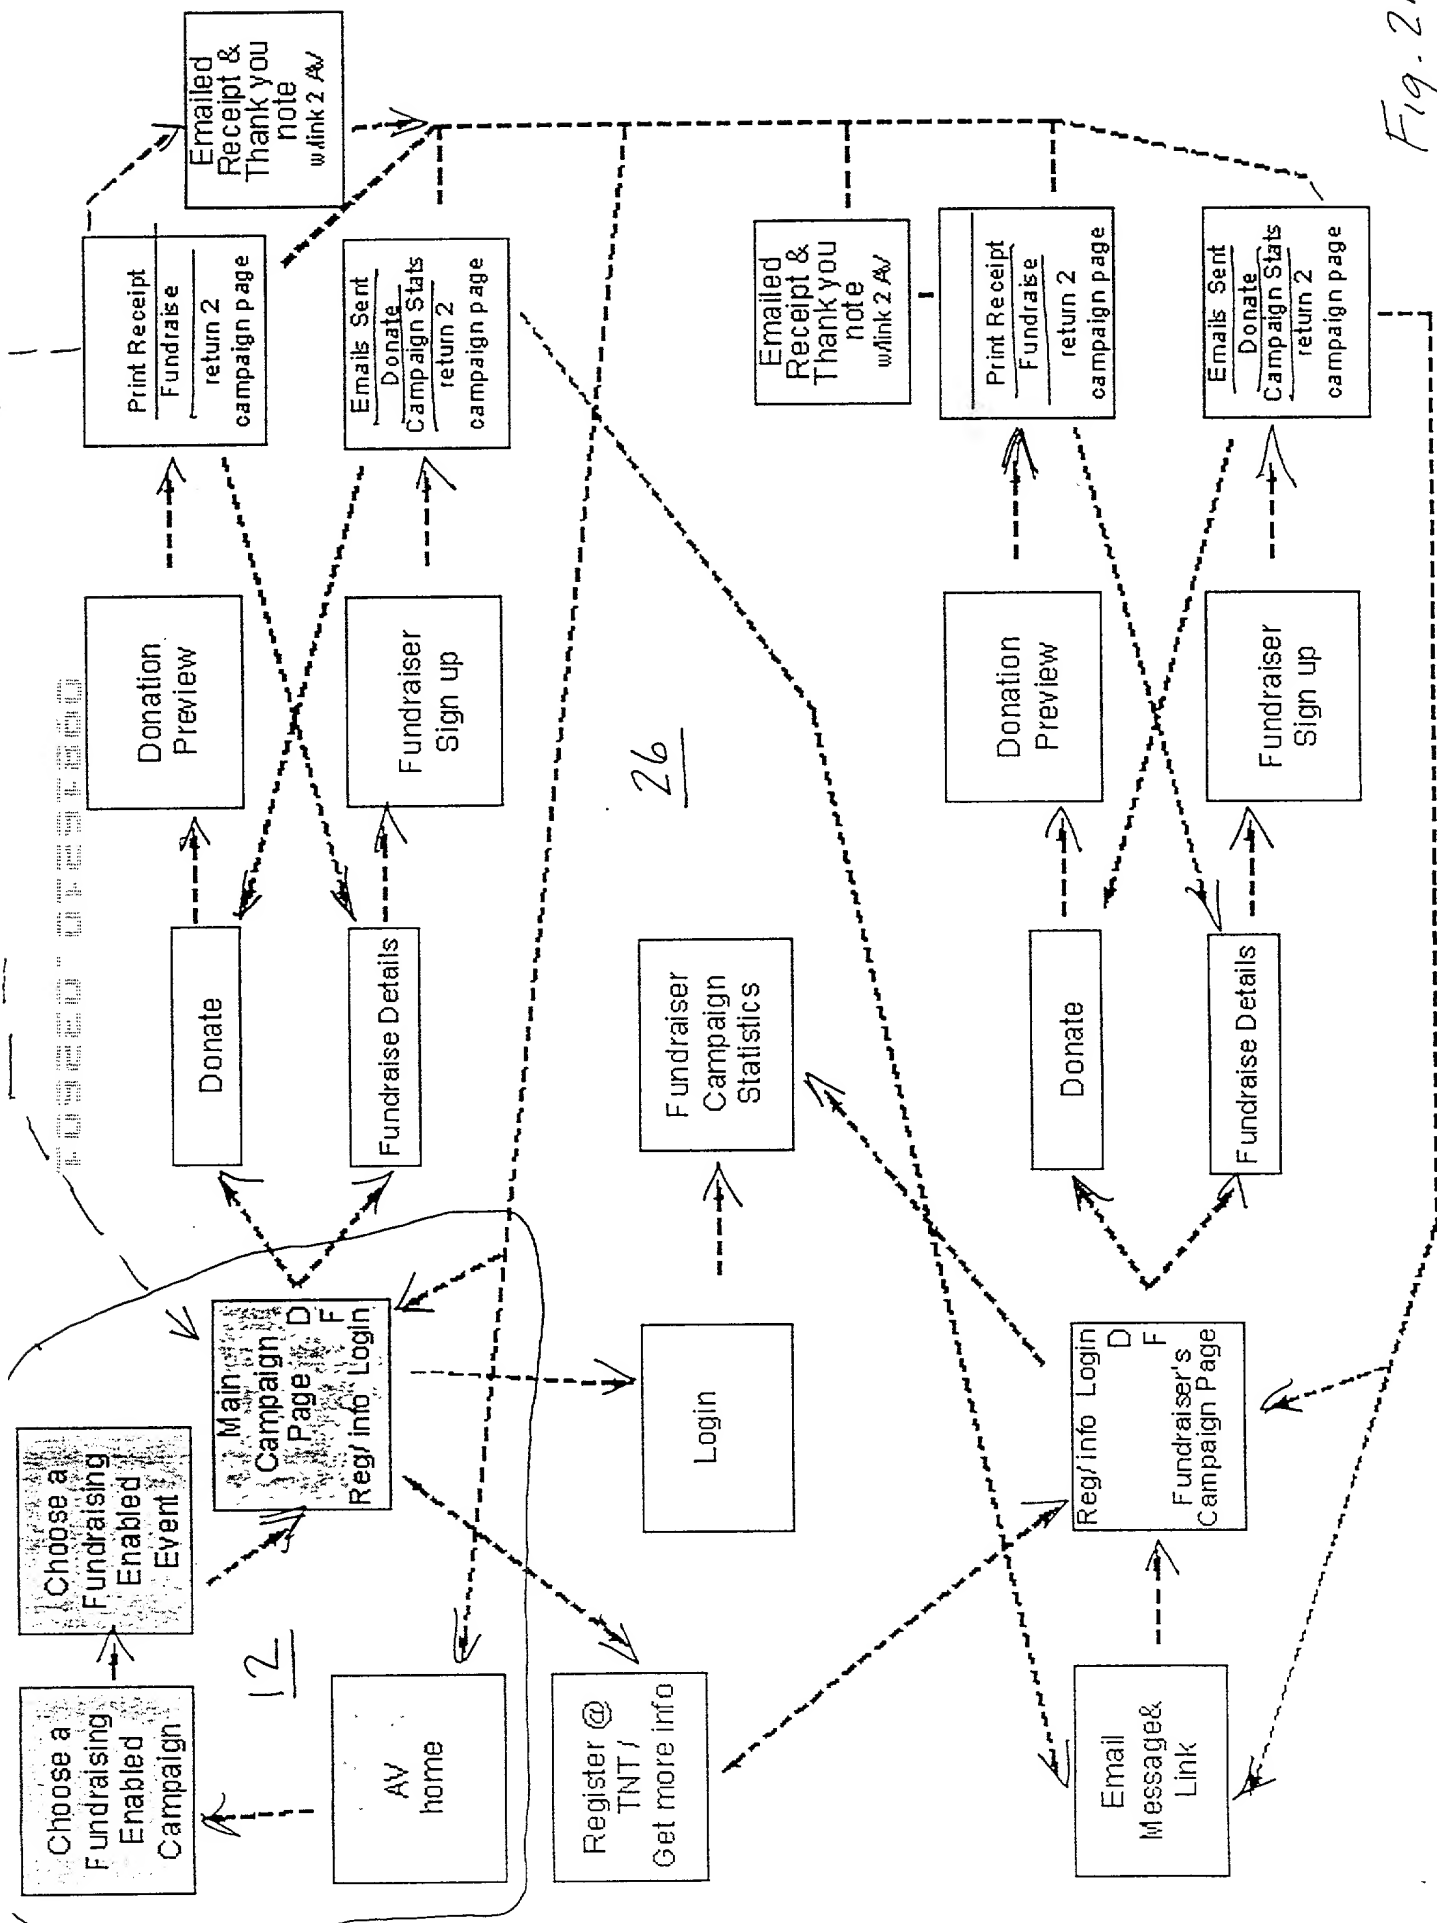 Choose a
Fundraising
Enabled
Campaign
Choose a
Fundraising
Enabled
Event
12
AV
home
Main
Campaign
Page D
F
Reg/ info Login
Donate
Fundraise Details
Donation
Preview
Fundraiser
Sign up
Print Receipt
Fundraise
return 2
campaign page
Emailed
Receipt &
Thank you
note
w/link 2 AV
Emails Sent
Donate
Campaign Stats
return 2
campaign page
Register @
TNT /
Get more info
Login
Fundraiser
Campaign
Statistics
26
Email
Message&
Link
Reg/ info Login
D
F
Fundraiser's
Campaign Page
Donate
Fundraise Details
Donation
Preview
Fundraiser
Sign up
Emailed
Receipt &
Thank you
note
w/link 2 AV
Print Receipt
Fundraise
return 2
campaign page
Emails Sent
Donate
Campaign Stats
return 2
campaign page
Fig. 2